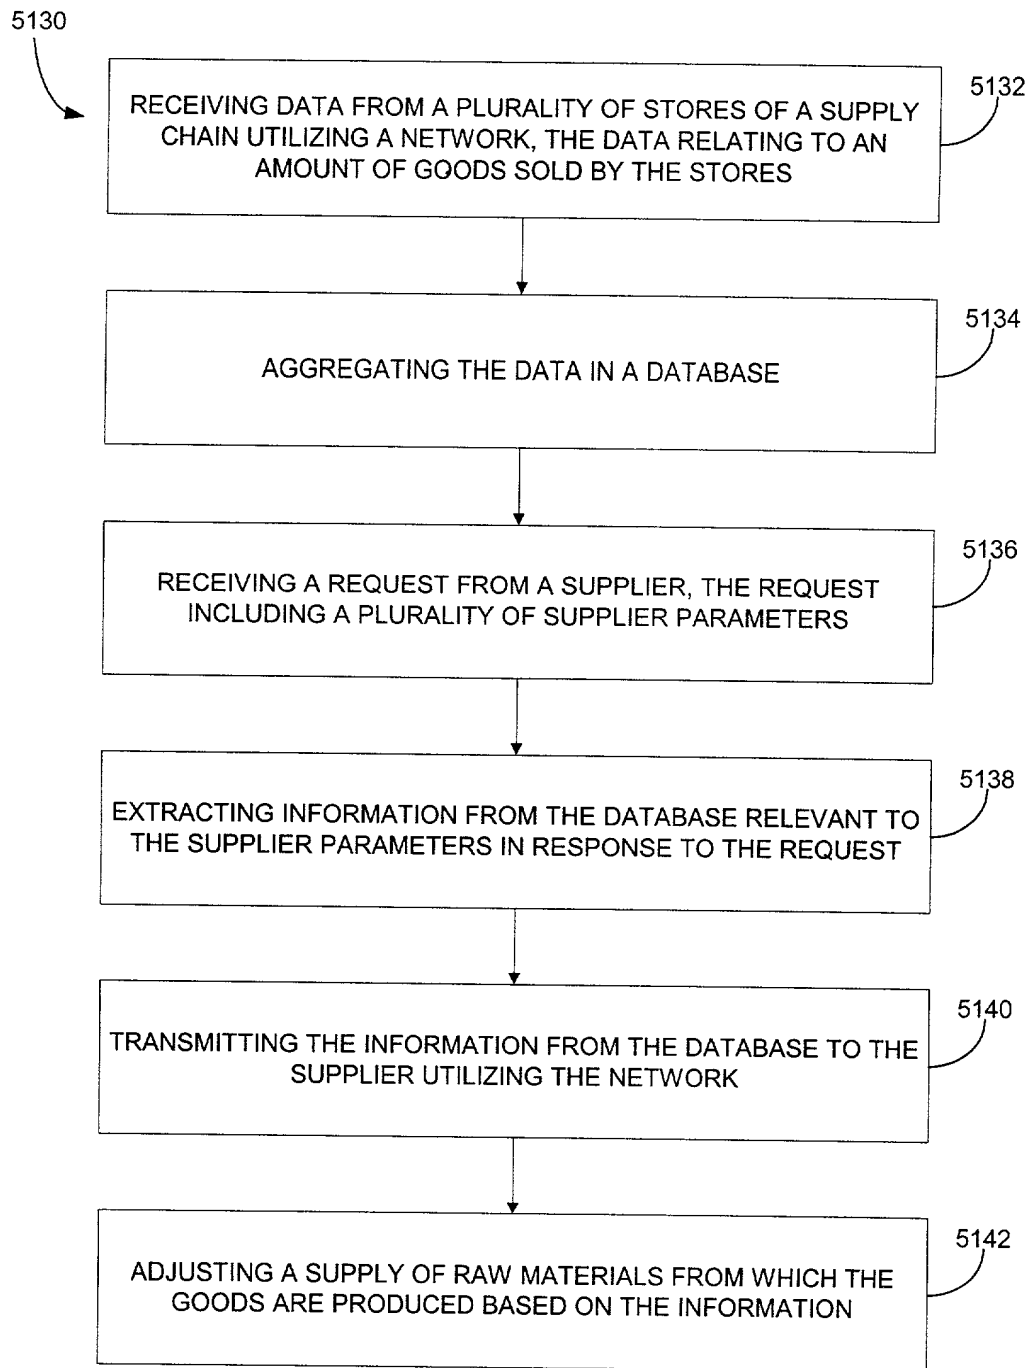 5130
RECEIVING DATA FROM A PLURALITY OF STORES OF A SUPPLY
CHAIN UTILIZING A NETWORK, THE DATA RELATING TO AN
AMOUNT OF GOODS SOLD BY THE STORES
5132
AGGREGATING THE DATA IN A DATABASE
5134
RECEIVING A REQUEST FROM A SUPPLIER, THE REQUEST
INCLUDING A PLURALITY OF SUPPLIER PARAMETERS
5136
EXTRACTING INFORMATION FROM THE DATABASE RELEVANT TO
THE SUPPLIER PARAMETERS IN RESPONSE TO THE REQUEST
5138
TRANSMITTING THE INFORMATION FROM THE DATABASE TO THE
SUPPLIER UTILIZING THE NETWORK
5140
ADJUSTING A SUPPLY OF RAW MATERIALS FROM WHICH THE
GOODS ARE PRODUCED BASED ON THE INFORMATION
5142